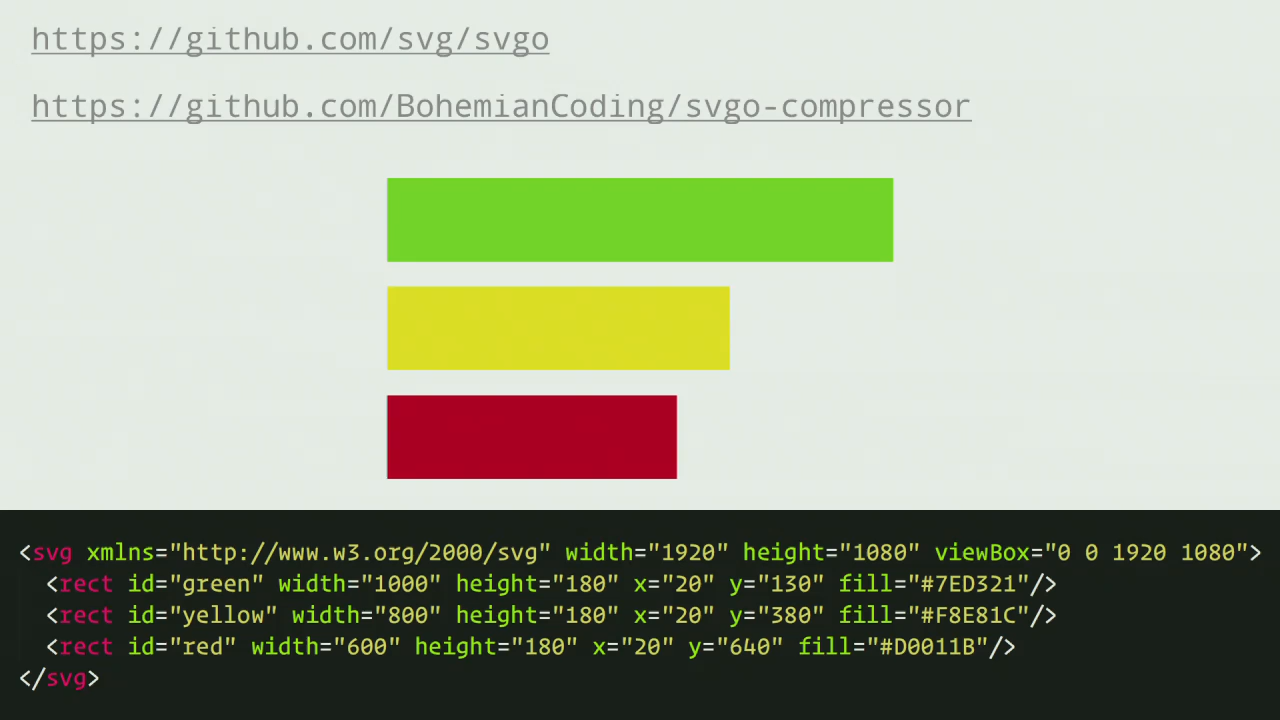 https://github.com/svg/svgo
https://github.com/BohemianCoding/svgo-compressor
<svg xmlns="http://www.w3.org/2000/svg" width="1920" height="1080" viewBox="0 0 1920 1080">
  <rect id="green" width="1000" height="180" x="20" y="130" fill="#7ED321"/>
  <rect id="yellow" width="800" height="180" x="20" y="380" fill="#F8E81C"/>
  <rect id="red" width="600" height="180" x="20" y="640" fill="#D0011B"/>
</svg>